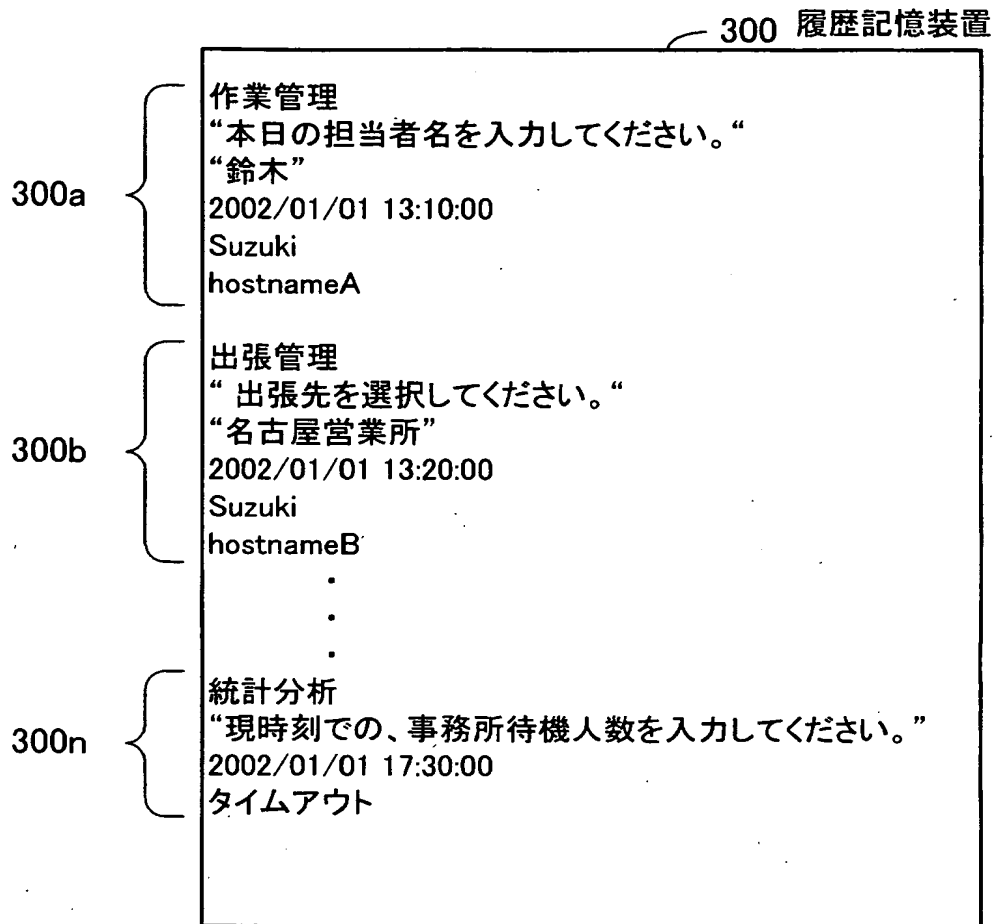 300 履歴記憶装置
300a
作業管理
“本日の担当者名を入力してください。“
“鈴木”
2002/01/01 13:10:00
Suzuki
hostnameA
300b
出張管理
“ 出張先を選択してください。“
“名古屋営業所”
2002/01/01 13:20:00
Suzuki
hostnameB
300n
統計分析
“現時刻での、事務所待機人数を入力してください。”
2002/01/01 17:30:00
タイムアウト